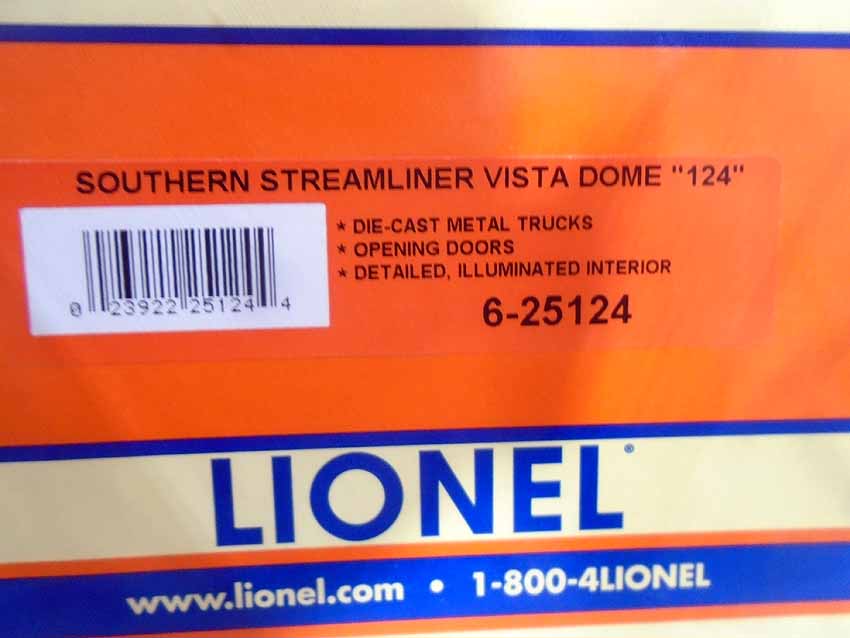 SOUTHERN STREAMLINER VISTA DOME "124"
* DIE-CAST METAL TRUCKS
* OPENING DOORS
* DETAILED, ILLUMINATED INTERIOR
0 23922 25124 4
6-25124
LIONEL®
www.lionel.com • 1-800-4LIONEL